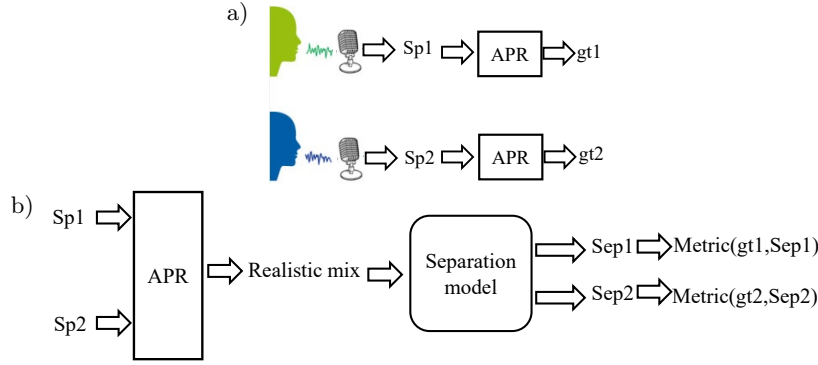 a)
Sp1 APR gt1
Sp2 APR gt2
b)
Sp1
APR Realistic mix Separation model
Sep1 Metric(gt1,Sep1)
Sep2 Metric(gt2,Sep2)
Sp2